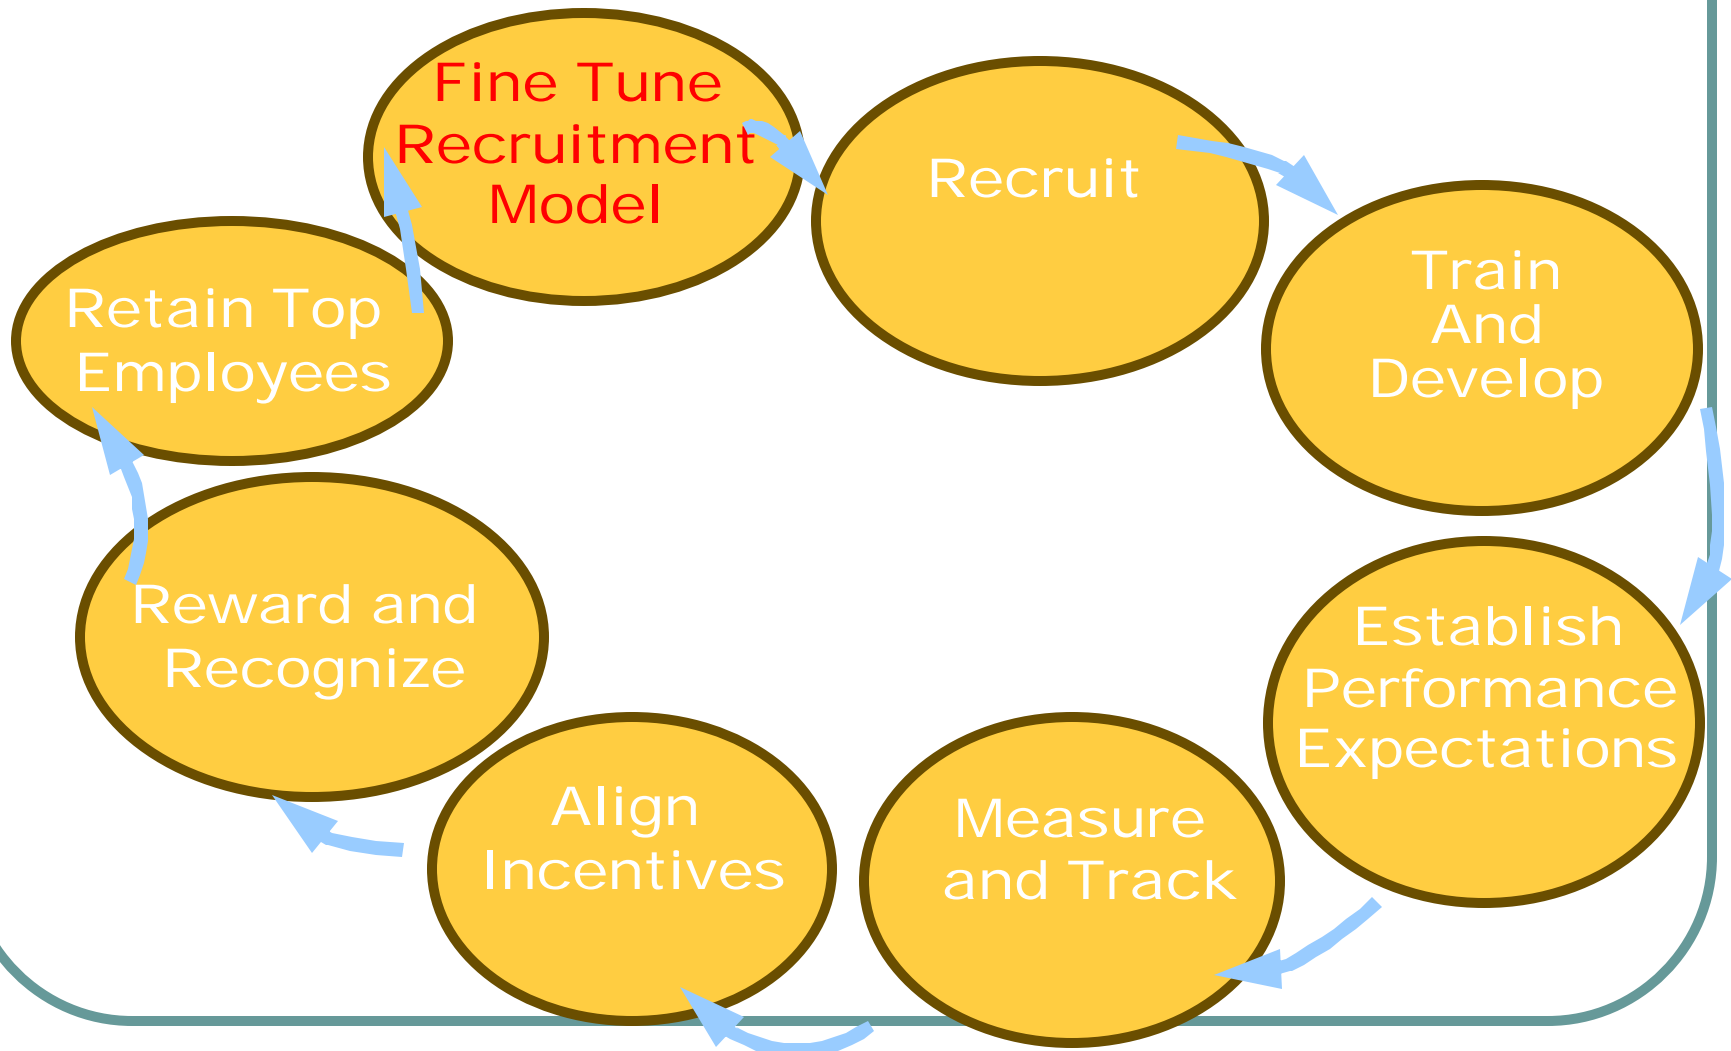 Fine Tune
Recruitment
Model
Recruit
Train
And
Develop
Establish
Performance
Expectations
Measure
and Track
Align
Incentives
Reward and
Recognize
Retain Top
Employees